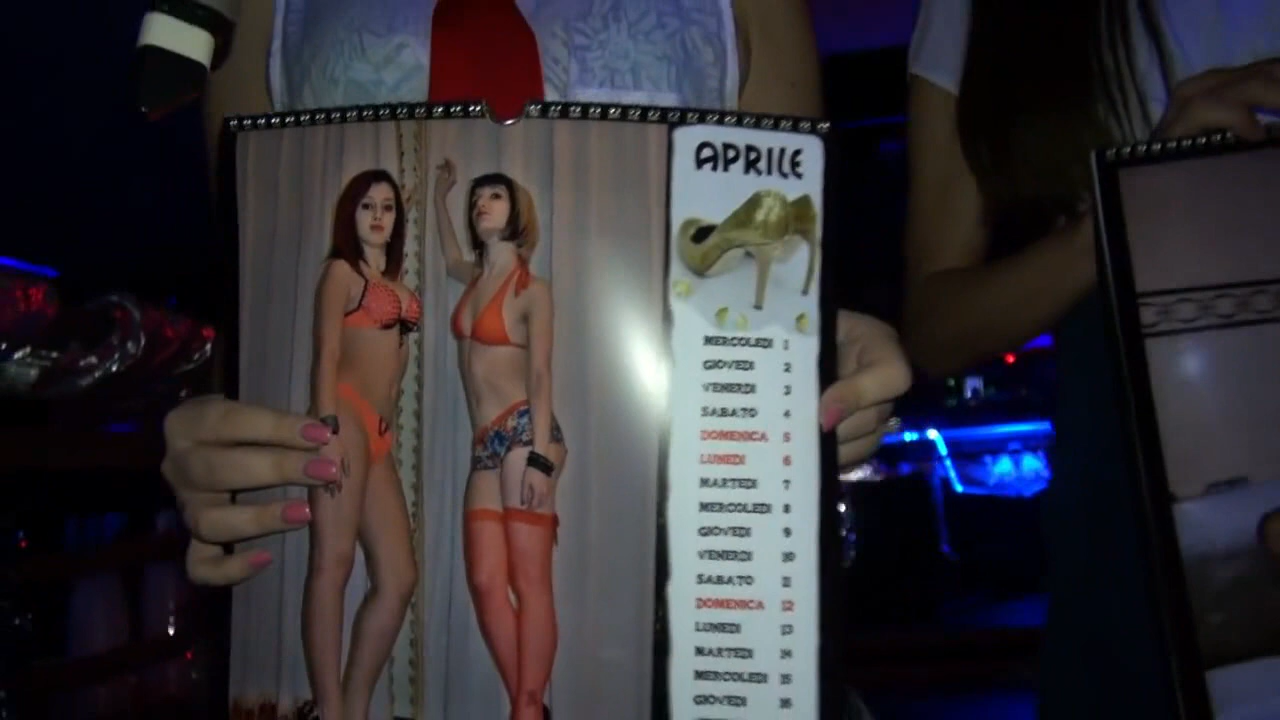 APRILE
MERCOLEDI 1
GIOVEDI 2
VENERDI 3
SABATO 4
DOMENICA 5
LUNEDI 6
MARTEDI 7
MERCOLEDI 8
GIOVEDI 9
VENERDI 10
SABATO 11
DOMENICA 12
LUNEDI 13
MARTEDI 14
MERCOLEDI 15
GIOVEDI 16